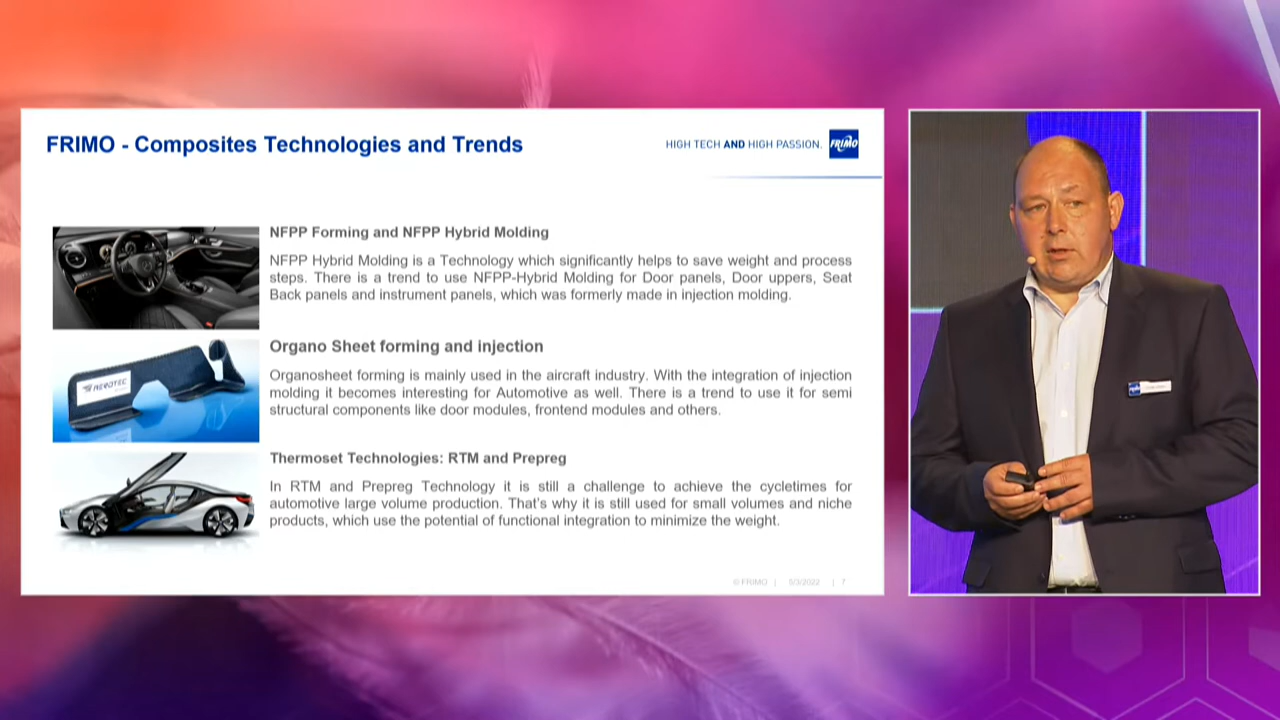 FRIMO - Composites Technologies and Trends
HIGH TECH AND HIGH PASSION.
FRIMO
NFPP Forming and NFPP Hybrid Molding
NFPP Hybrid Molding is a Technology which significantly helps to save weight and process
steps. There is a trend to use NFPP-Hybrid Molding for Door panels, Door uppers, Seat
Back panels and instrument panels, which was formerly made in injection molding.
AEROTEC
Organo Sheet forming and injection
Organosheet forming is mainly used in the aircraft industry. With the integration of injection
molding it becomes interesting for Automotive as well. There is a trend to use it for semi
structural components like door modules, frontend modules and others.
Thermoset Technologies: RTM and Prepreg
In RTM and Prepreg Technology it is still a challenge to achieve the cycletimes for
automotive large volume production. That's why it is still used for small volumes and niche
products, which use the potential of functional integration to minimize the weight.
© FRIMO | 5/3/2022 | 7